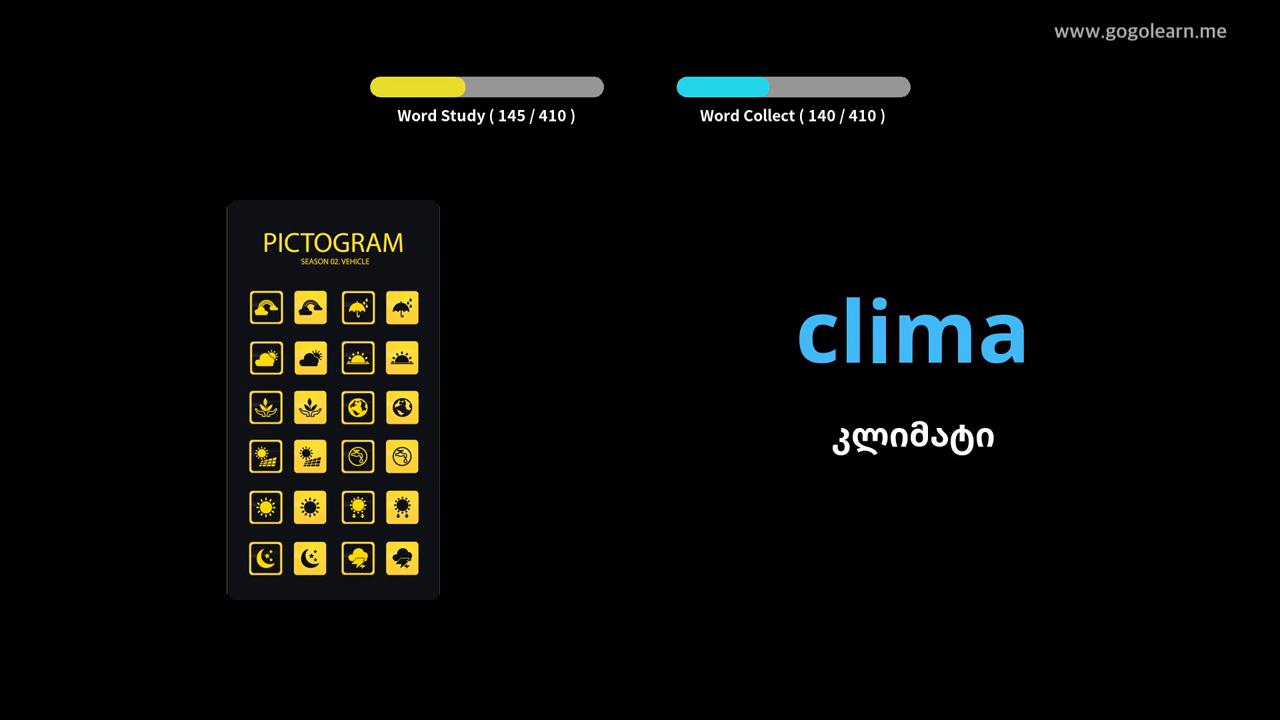 www.gogolearn.me
Word Study ( 145 / 410 )
Word Collect ( 140 / 410 )
PICTOGRAM
SEASON 02. VEHICLE
clima
კლიმატი